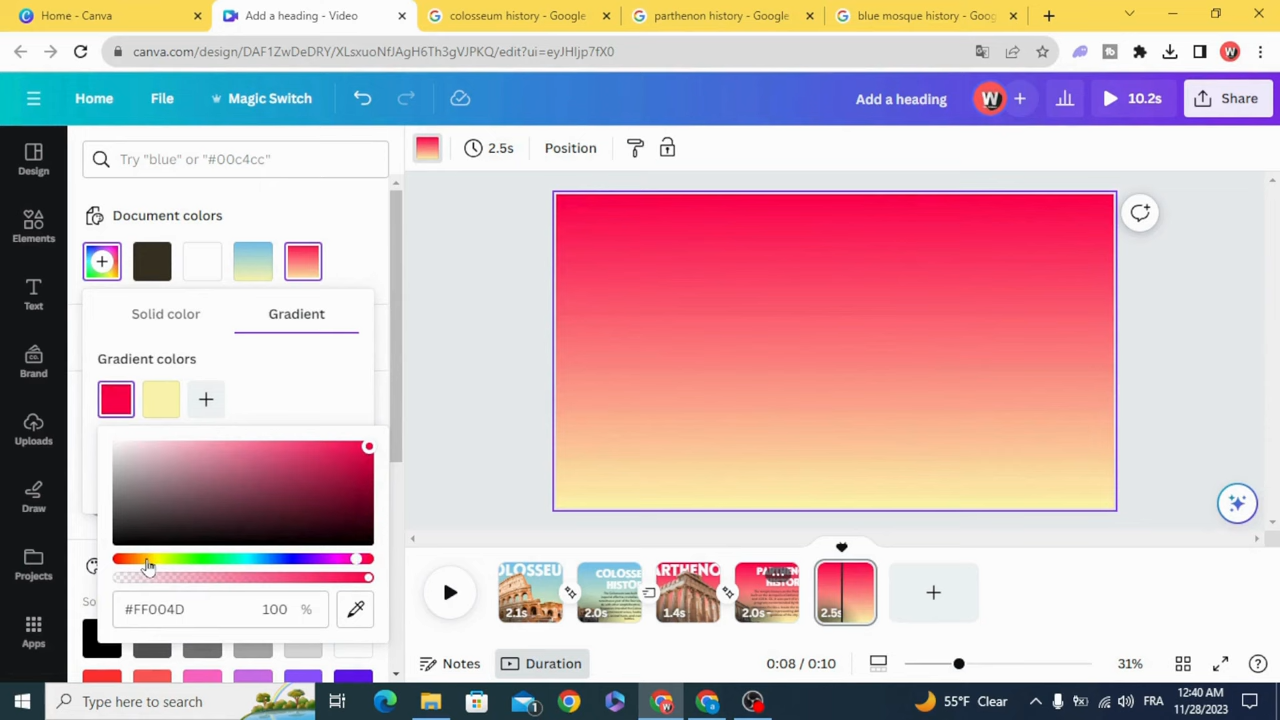 Home - Canva
Add a heading - Video
colosseum history - Google
parthenon history - Google
blue mosque history - Goog
canva.com/design/DAF1ZwDeDRY/XLsxuoNfJAgH6Th3gVJPKQ/edit?ui=eyJHIjp7fX0
Home
File
Magic Switch
Add a heading
W
10.2s
Share
Design
Elements
Text
Brand
Uploads
Draw
Projects
Apps
Try "blue" or "#00c4cc"
Document colors
Solid color
Gradient
Gradient colors
#FF004D
100 %
2.5s
Position
2.1s
2.0s
1.4s
2.0s
2.5s
Notes
Duration
0:08 / 0:10
31%
Type here to search
55°F Clear
FRA
12:40 AM
11/28/2023